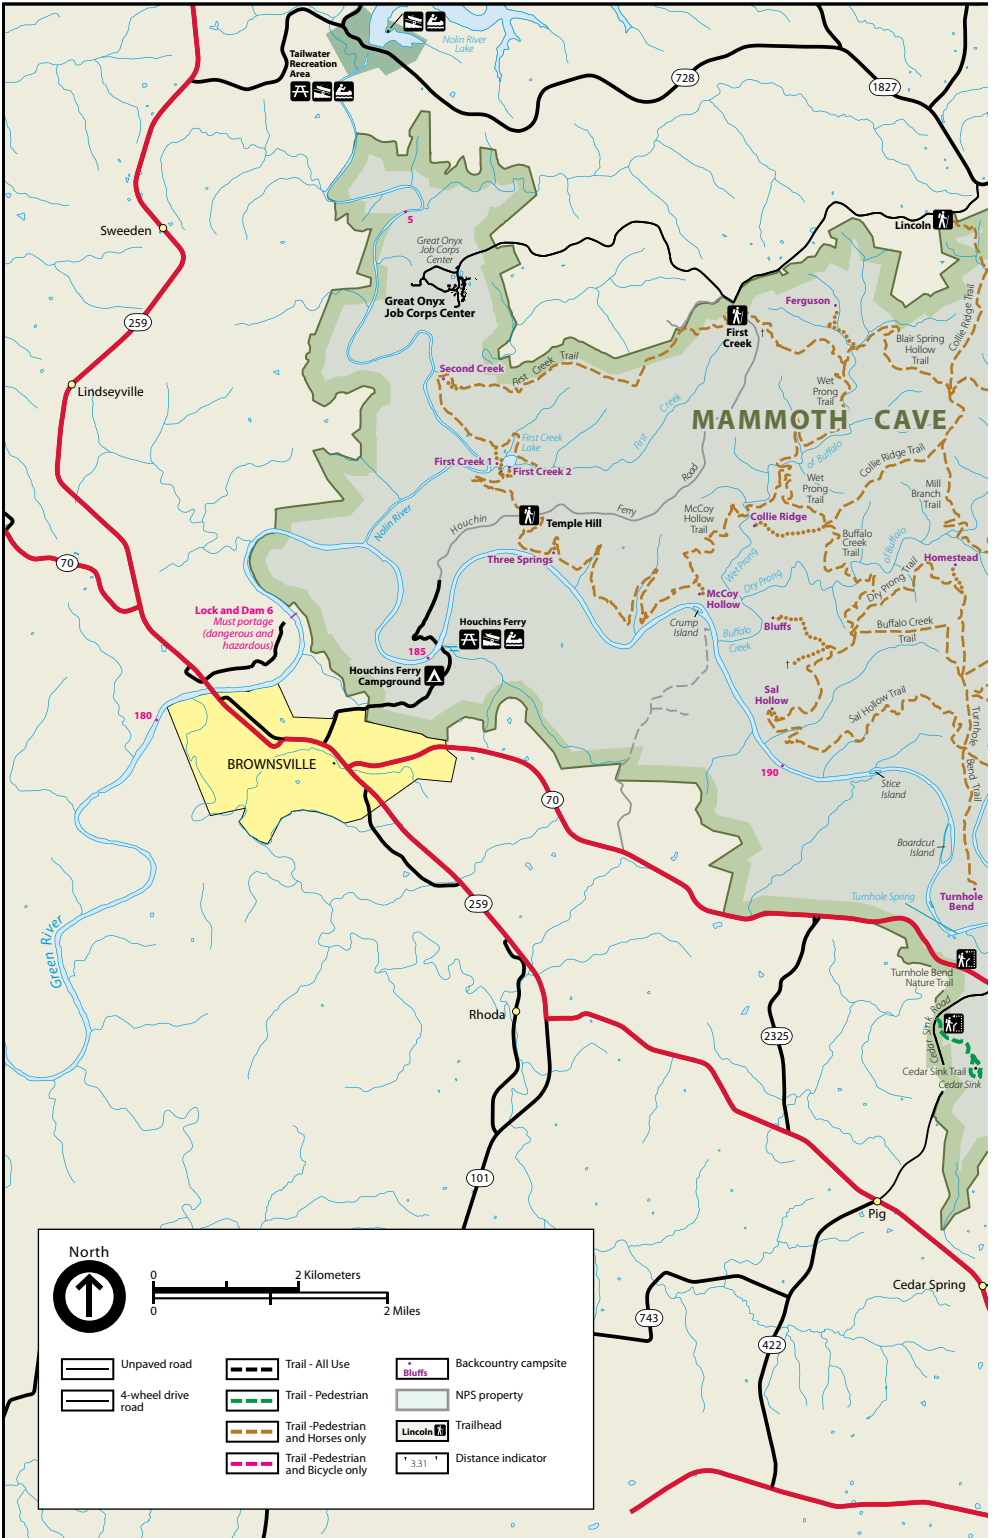 Nolin River
Lake
Tailwater
Recreation
Area
728
1827
5
Sweeden
Great Onyx
Job Corps
Center
Great Onyx
Job Corps Center
Lincoln
Ferguson
First
Creek
†
259
Blair Spring
Hollow
Trail
Collie Ridge Trail
Second Creek
First Creek Trail
Lindseyville
Wet
Prong
Trail
MAMMOTH CAVE
First Creek
Lake
First
Creek
First Creek 1
First Creek 2
of Buffalo
Collie Ridge Trail
Wet
Prong
Trail
Mill
Branch
Trail
Nolin River
Houchin
Ferry
Road
Temple Hill
McCoy
Hollow
Trail
Collie Ridge
Buffalo
Creek
Trail
of Buffalo
Homestead
Three Springs
Wet Prong
Dry Prong
Dry Prong Trail
70
Lock and Dam 6
Must portage
(dangerous and
hazardous)
McCoy
Hollow
Crump
Island
Bluffs
Buffalo
Creek
Buffalo Creek
Trail
Houchins Ferry
185
†
Houchins Ferry
Campground
Sal
Hollow
Sal Hollow Trail
Turnhole
Bend Trail
180
BROWNSVILLE
190
Stice
Island
70
Boardcut
Island
Turnhole Spring
Turnhole
Bend
259
Green River
Turnhole Bend
Nature Trail
Rhoda
Cedar Sink Road
2325
Cedar Sink Trail
Cedar Sink
101
Pig
Cedar Spring
743
422
North
0
2 Kilometers
0
2 Miles
Unpaved road
4-wheel drive
road
Trail - All Use
Trail - Pedestrian
Trail -Pedestrian
and Horses only
Trail -Pedestrian
and Bicycle only
Bluffs
Backcountry campsite
NPS property
Lincoln
Trailhead
3.31
Distance indicator